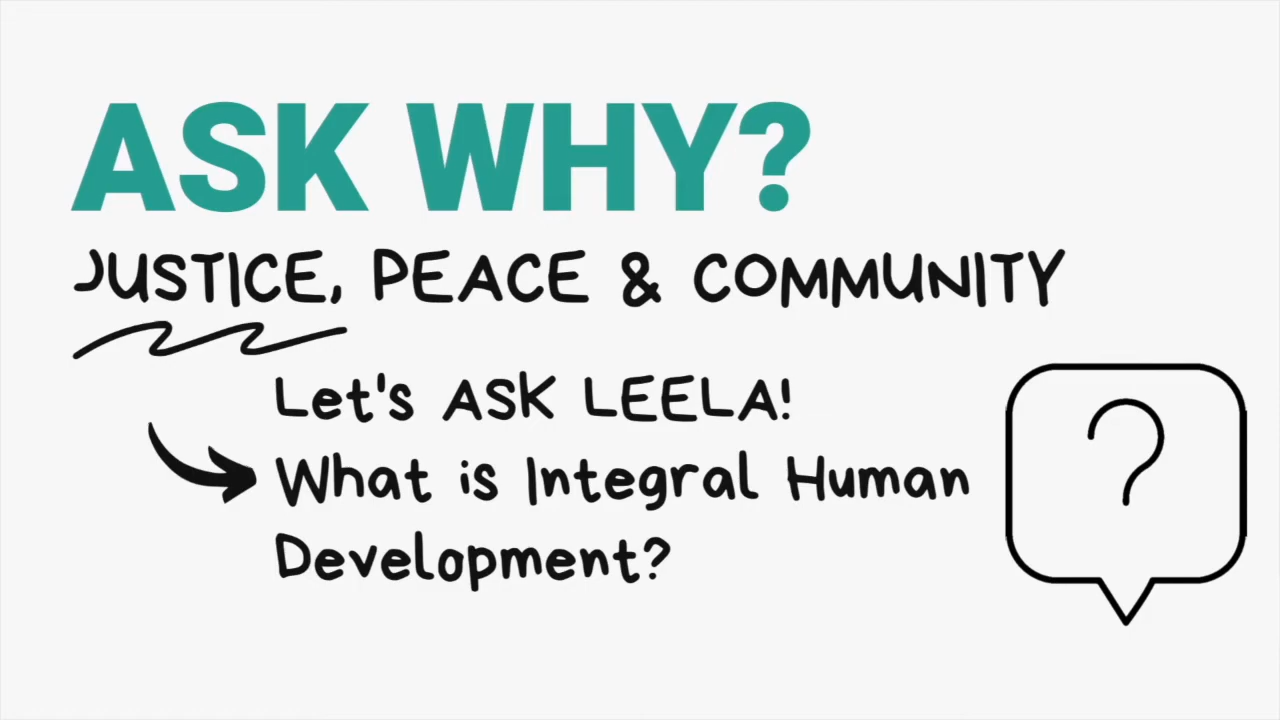 ASK WHY?
JUSTICE, PEACE & COMMUNITY
Let's ASK LEELA!
What is Integral Human
Development?
?